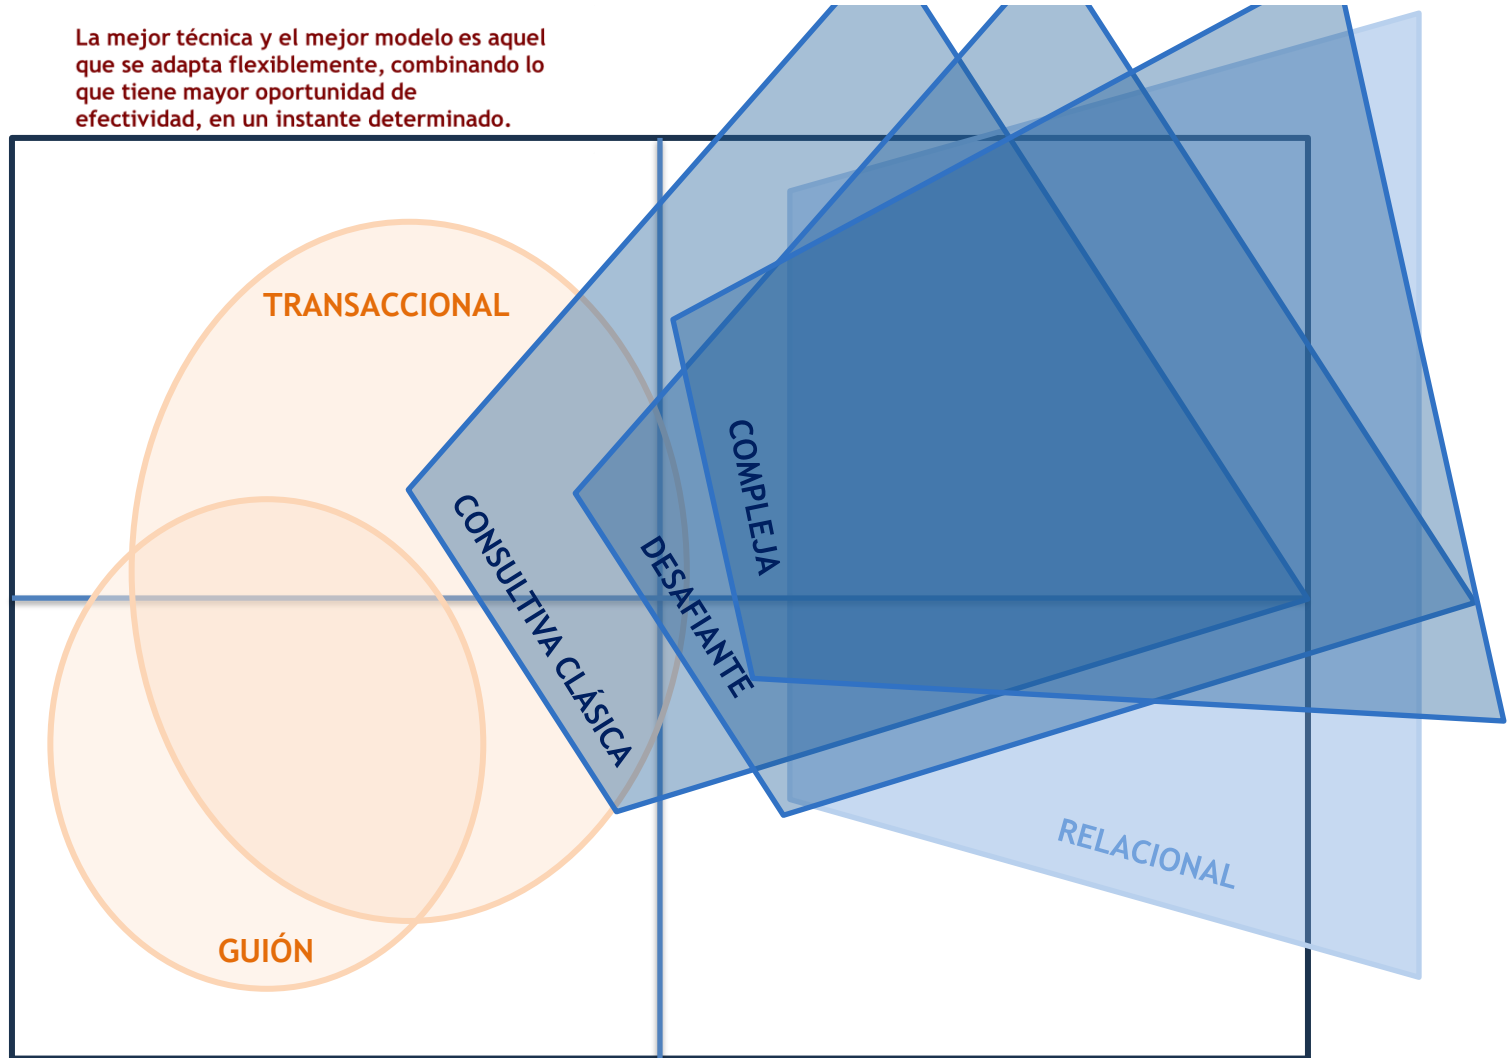 La mejor técnica y el mejor modelo es aquel
que se adapta flexiblemente, combinando lo
que tiene mayor oportunidad de
efectividad, en un instante determinado.
TRANSACCIONAL
COMPLEJA
CONSULTIVA CLÁSICA
DESAFIANTE
RELACIONAL
GUIÓN